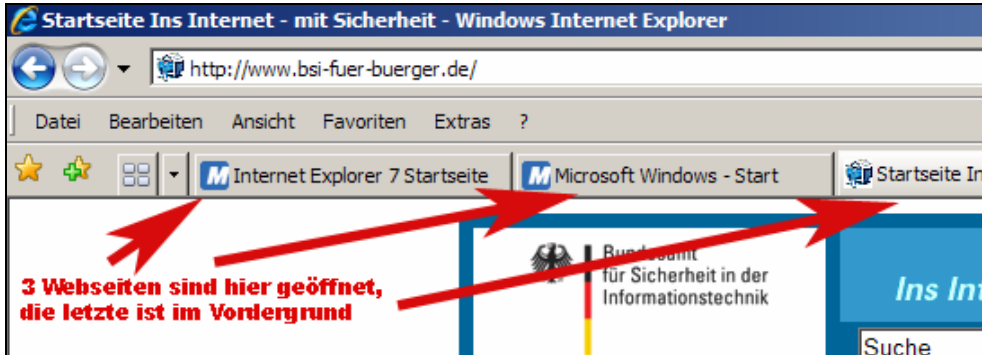 Startseite Ins Internet - mit Sicherheit - Windows Internet Explorer
http://www.bsi-fuer-buerger.de/
Datei Bearbeiten Ansicht Favoriten Extras ?
Internet Explorer 7 Startseite Microsoft Windows - Start Startseite In
Bundesamt
für Sicherheit in der
Informationstechnik
3 Webseiten sind hier geöffnet,
die letzte ist im Vordergrund
Ins Int
Suche